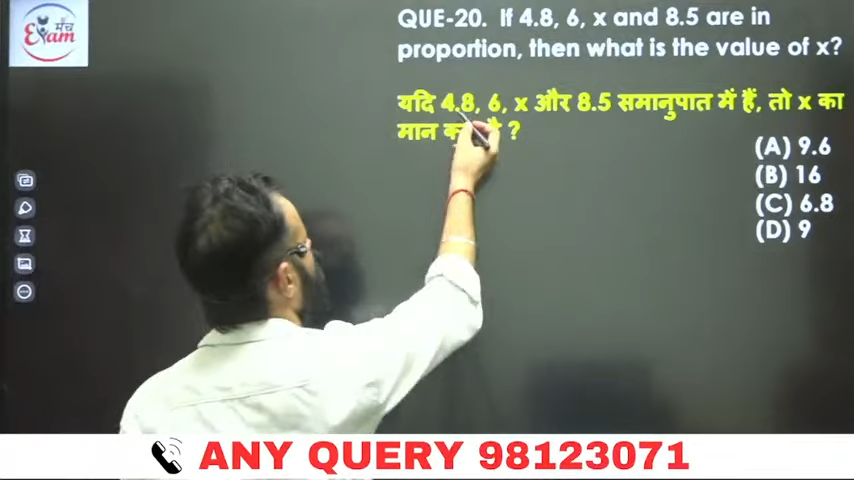 मंच
Exam
QUE-20. If 4.8, 6, x and 8.5 are in
proportion, then what is the value of x?
यदि 4.8, 6, x और 8.5 समानुपात में हैं, तो x का
मान है ?
(A) 9.6
(B) 16
(C) 6.8
(D) 9
ANY QUERY 98123071